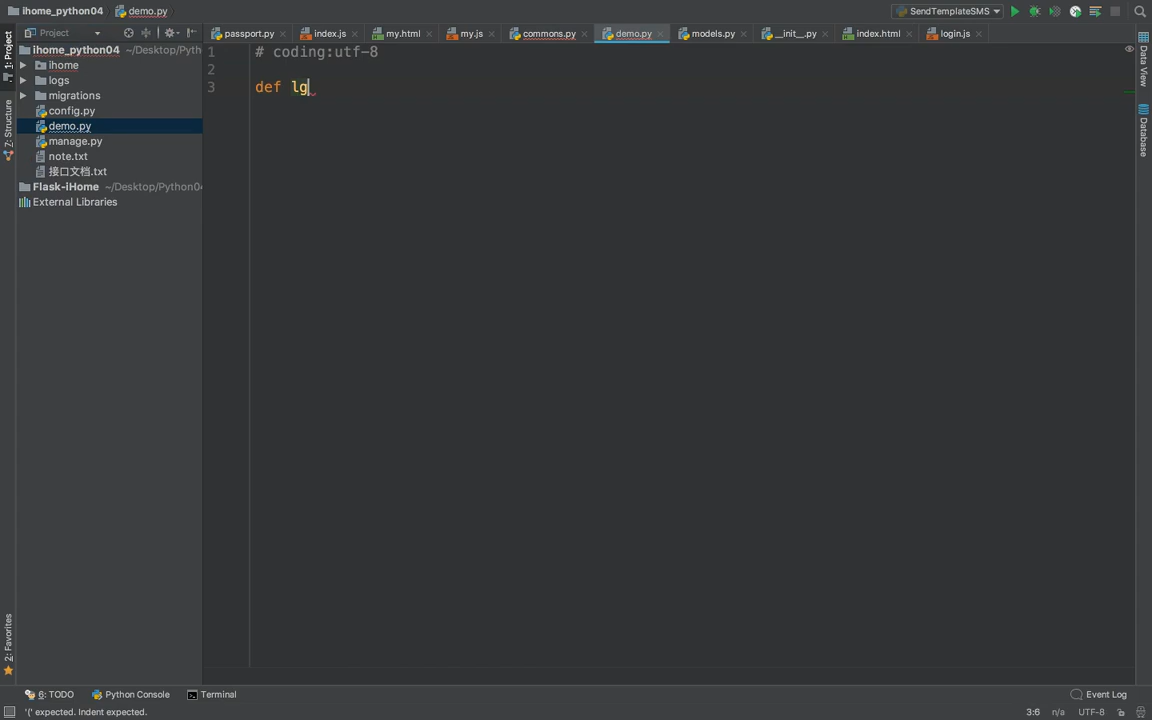 ihome_python04 demo.py SendTemplateSMS
1: Project
Project
passport.py index.js my.html my.js commons.py demo.py models.py __init__.py index.html login.js
ihome_python04 ~/Desktop/Pyth
ihome
logs
migrations
config.py
demo.py
manage.py
note.txt
接口文档.txt
Flask-iHome ~/Desktop/Python0
External Libraries
Z: Structure
2: Favorites
1 # coding:utf-8
2
3 def lg
Data View
Database
6: TODO Python Console Terminal Event Log
'(' expected. Indent expected. 3:6 n/a UTF-8